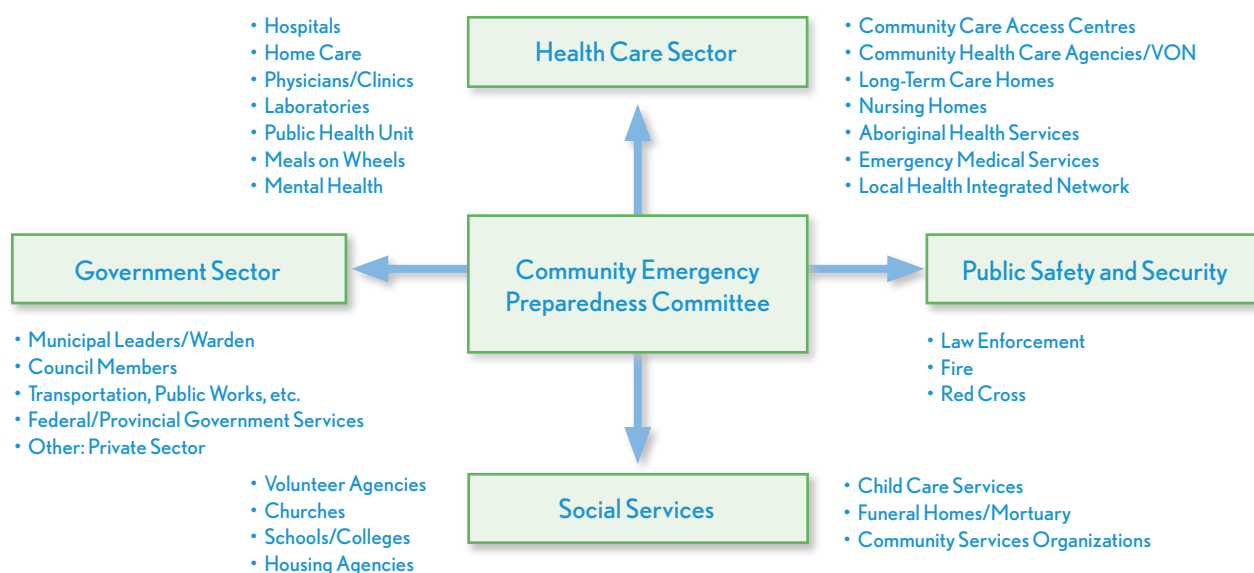 • Hospitals
• Home Care
• Physicians/Clinics
• Laboratories
• Public Health Unit
• Meals on Wheels
• Mental Health
Health Care Sector
• Community Care Access Centres
• Community Health Care Agencies/VON
• Long-Term Care Homes
• Nursing Homes
• Aboriginal Health Services
• Emergency Medical Services
• Local Health Integrated Network
Government Sector
Community Emergency
Preparedness Committee
Public Safety and Security
• Municipal Leaders/Warden
• Council Members
• Transportation, Public Works, etc.
• Federal/Provincial Government Services
• Other: Private Sector
• Law Enforcement
• Fire
• Red Cross
• Volunteer Agencies
• Churches
• Schools/Colleges
• Housing Agencies
Social Services
• Child Care Services
• Funeral Homes/Mortuary
• Community Services Organizations